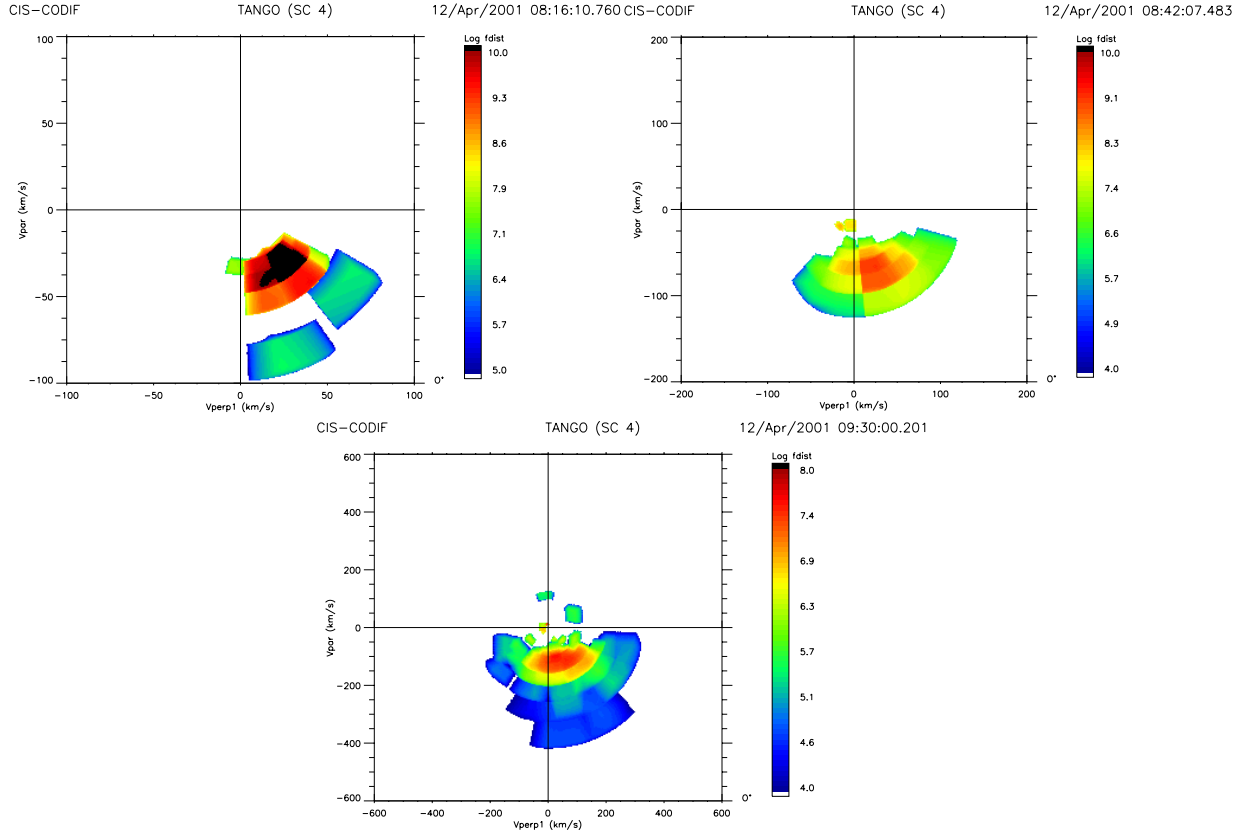 CIS-CODIF TANGO (SC 4) 12/Apr/2001 08:16:10.760
Log fdist
100
50
0
-50
-100
Vpar (km/s)
-100 -50 0 50 100
Vperp1 (km/s)
0°
10.0
9.3
8.6
7.9
7.1
6.4
5.7
5.0
CIS-CODIF TANGO (SC 4) 12/Apr/2001 08:42:07.483
Log fdist
200
100
0
-100
-200
Vpar (km/s)
-200 -100 0 100 200
Vperp1 (km/s)
0°
10.0
9.1
8.3
7.4
6.6
5.7
4.9
4.0
CIS-CODIF TANGO (SC 4) 12/Apr/2001 09:30:00.201
Log fdist
600
400
200
0
-200
-400
-600
Vpar (km/s)
-600 -400 -200 0 200 400 600
Vperp1 (km/s)
0°
8.0
7.4
6.9
6.3
5.7
5.1
4.6
4.0